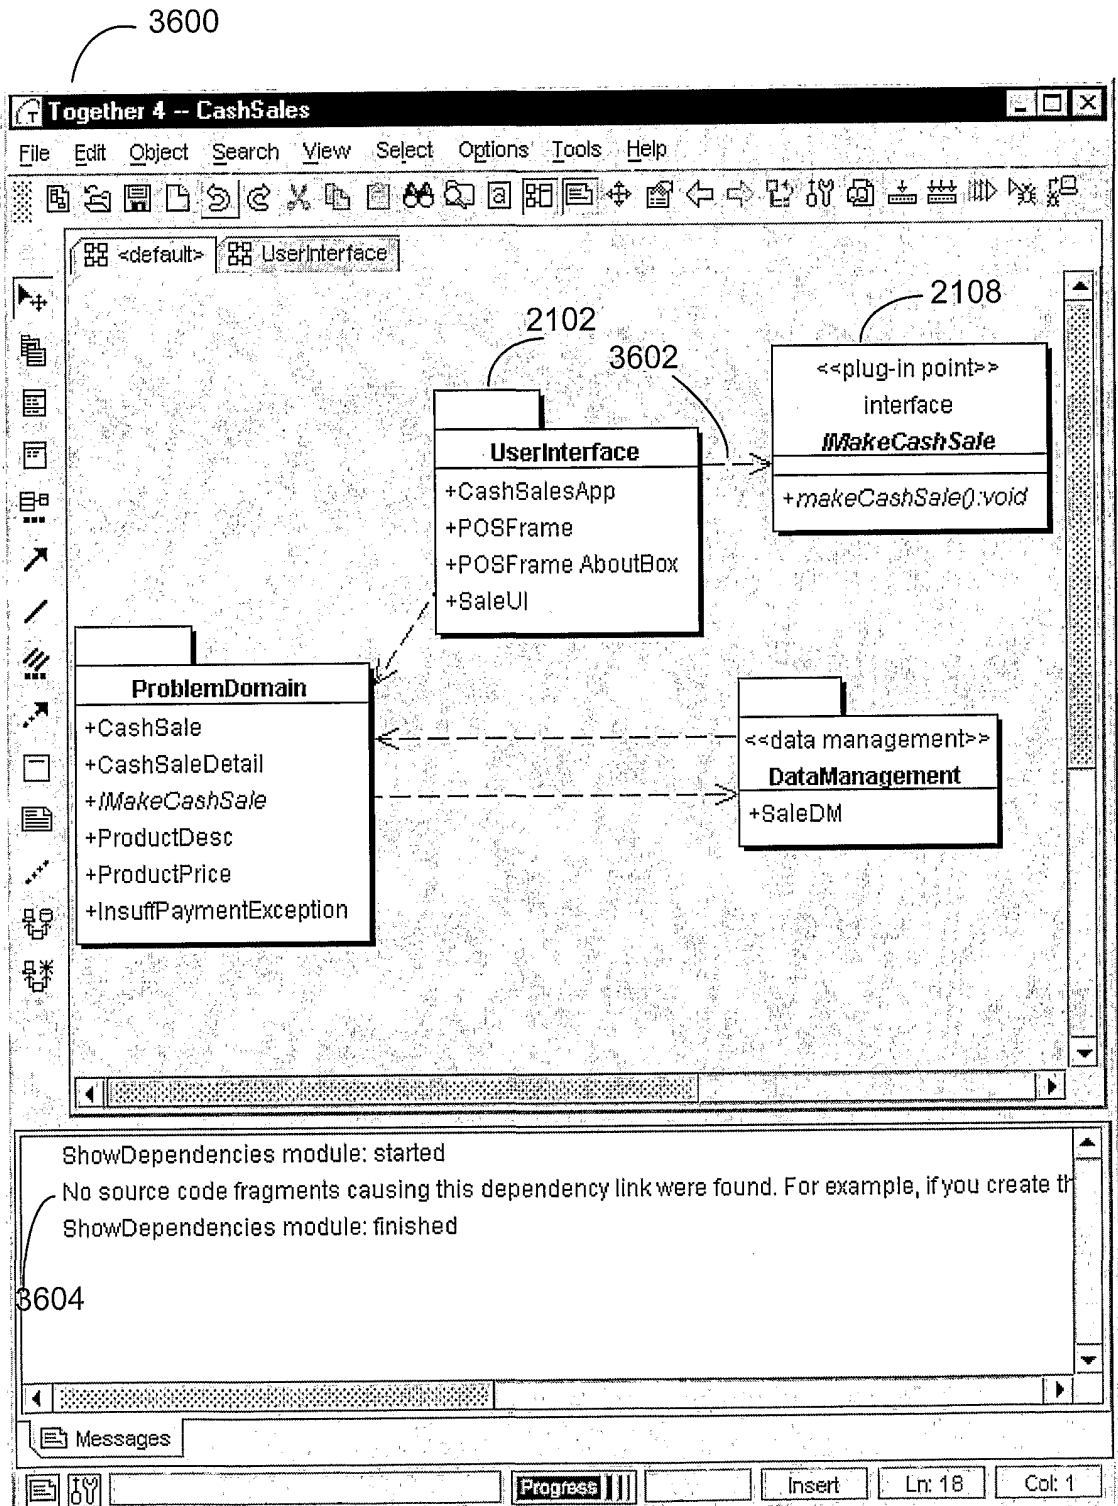 3600
Together 4 -- CashSales
File Edit Object Search View Select Options Tools Help
<default> UserInterface
2108
2102
3602
<<plug-in point>>
interface
IMakeCashSale
+makeCashSale():void
UserInterface
+CashSalesApp
+POSFrame
+POSFrame AboutBox
+SaleUI
ProblemDomain
+CashSale
+CashSaleDetail
+IMakeCashSale
+ProductDesc
+ProductPrice
+InsuffPaymentException
<<data management>>
DataManagement
+SaleDM
ShowDependencies module: started
No source code fragments causing this dependency link were found. For example, if you create th
ShowDependencies module: finished
3604
Messages
Progress Insert Ln: 18 Col: 1